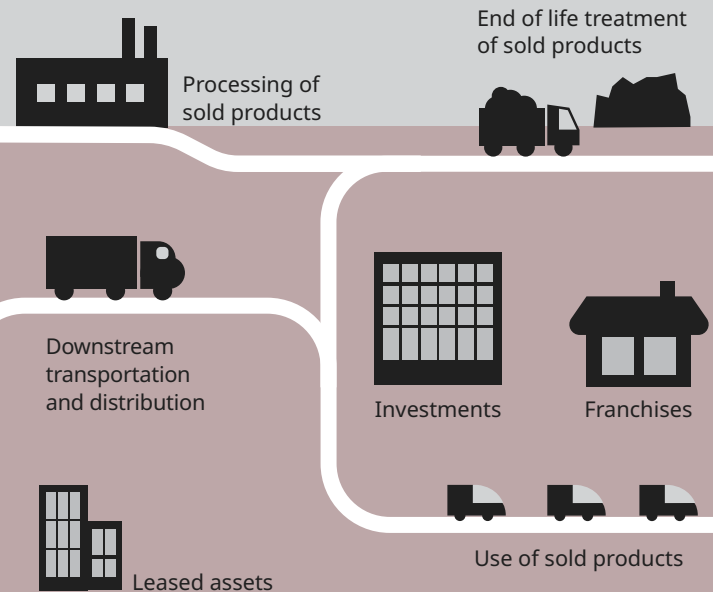 End of life treatment
of sold products
Processing of
sold products
Downstream
transportation
and distribution
Investments
Franchises
Use of sold products
Leased assets